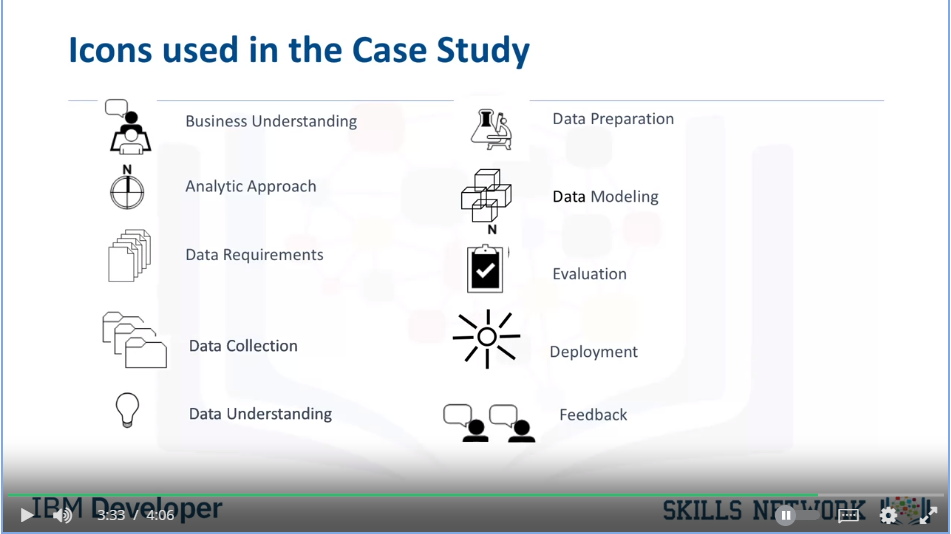 Icons used in the Case Study
Business Understanding
N
Analytic Approach
Data Requirements
Data Collection
Data Understanding
Data Preparation
Data Modeling
N
Evaluation
Deployment
Feedback
IBM Developer
SKILLS NETWORK
3:33 / 4:06